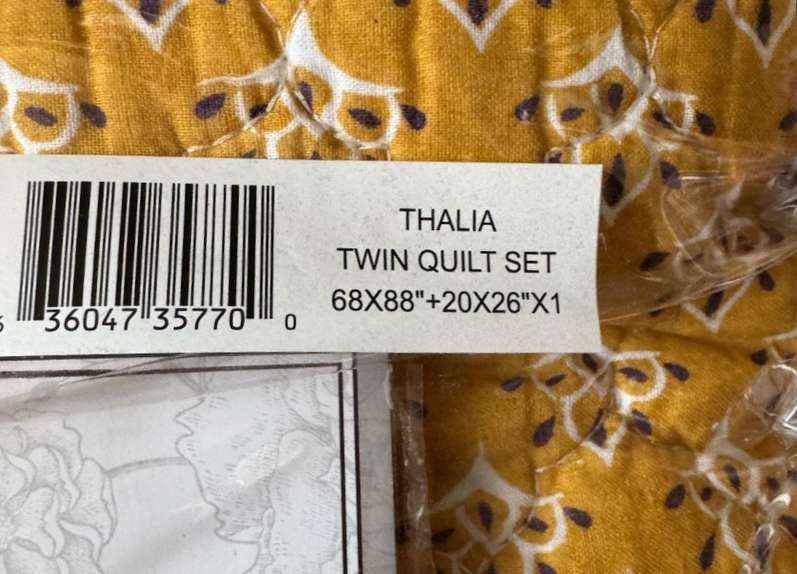 THALIA
TWIN QUILT SET
68X88"+20X26"X1
36047 35770 0